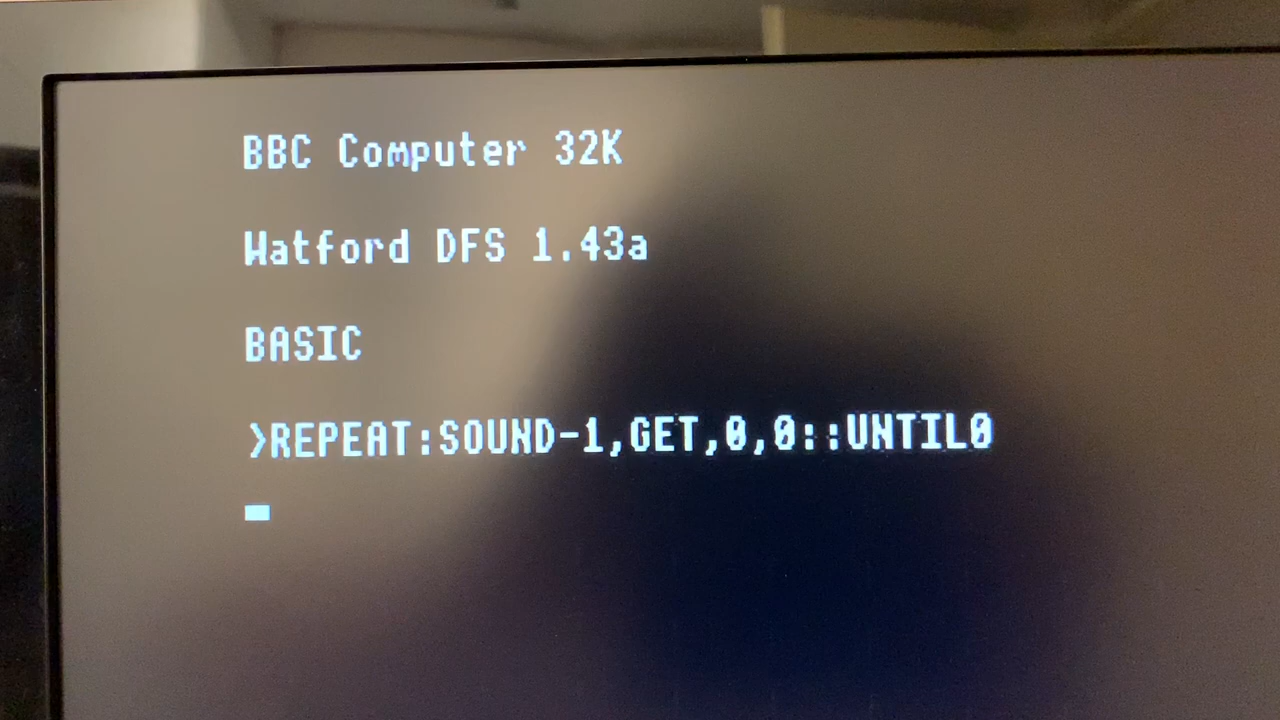 BBC Computer 32K
Watford DFS 1.43a
BASIC
>REPEAT:SOUND-1,GET,0,0::UNTIL0